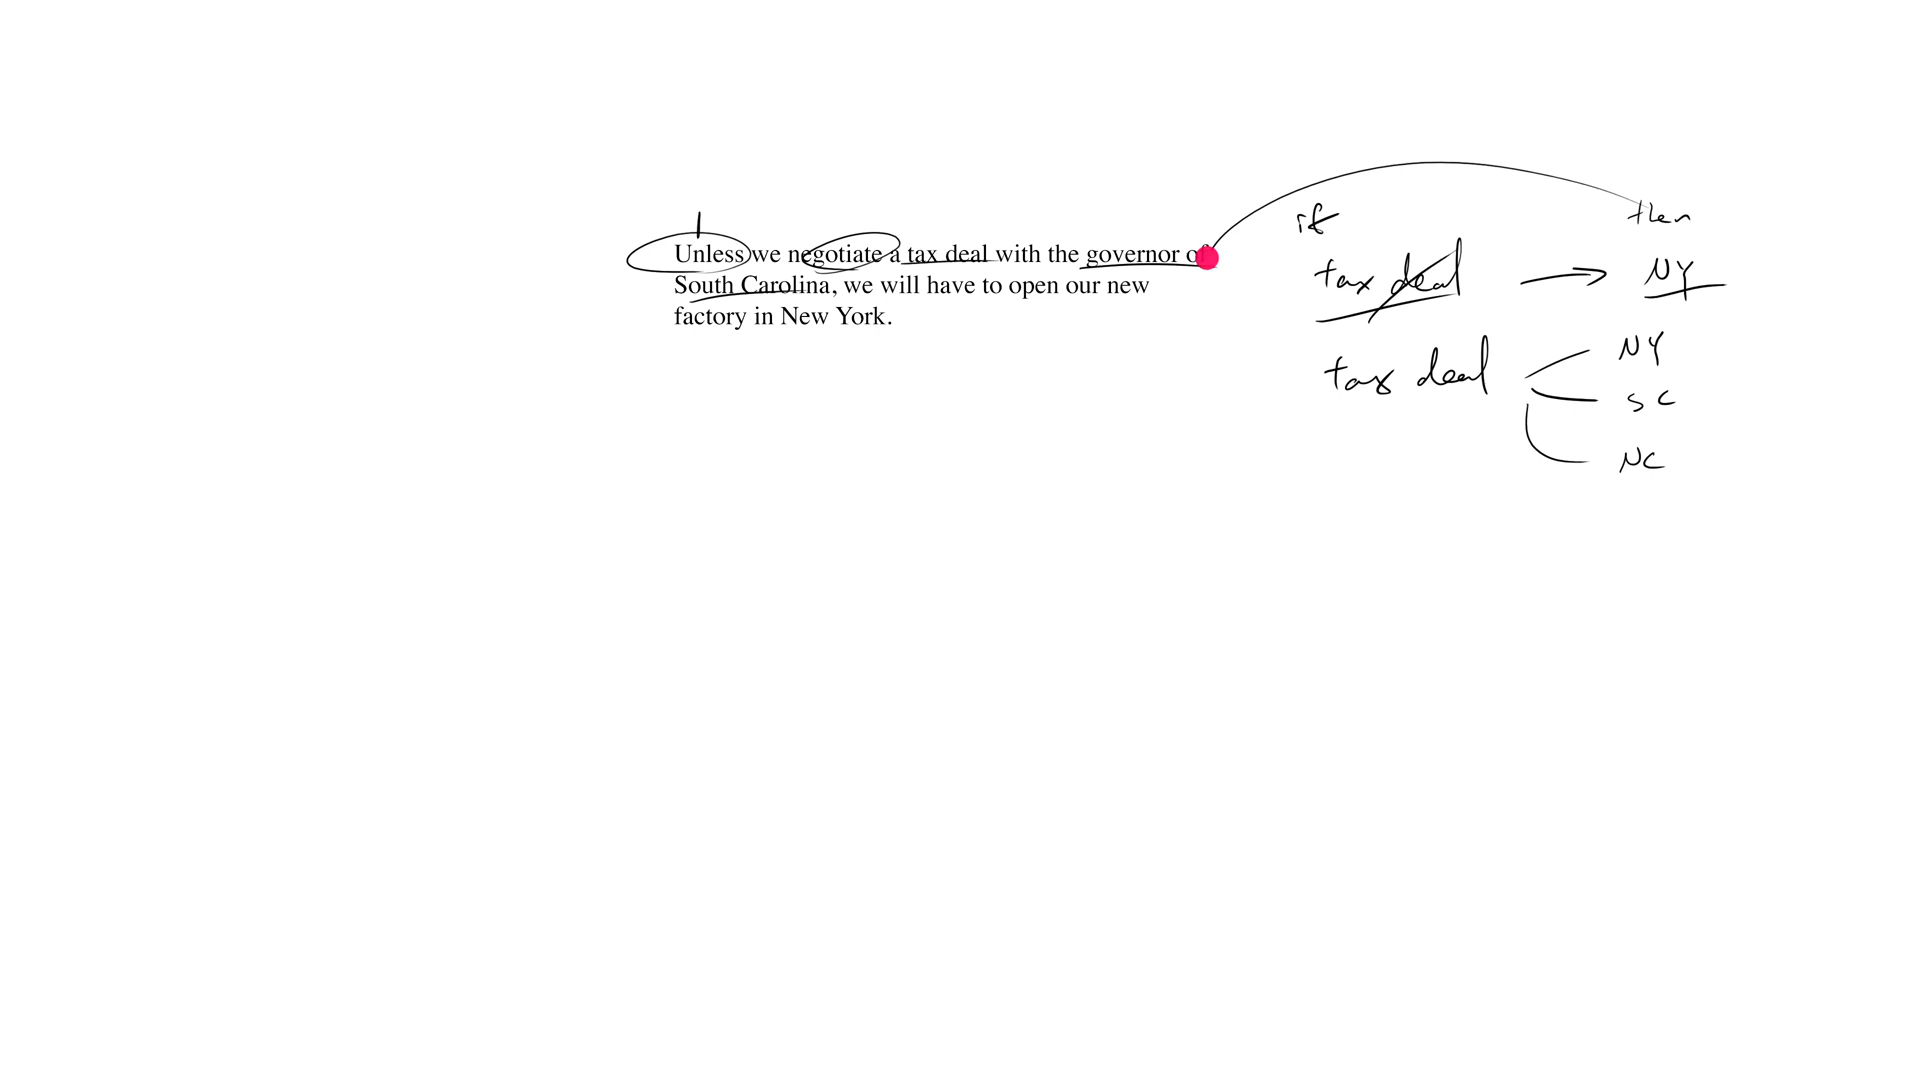 Unless we negotiate a tax deal with the governor of
South Carolina, we will have to open our new
factory in New York.
if then
tax deal → NY
tax deal NY
SC
NC